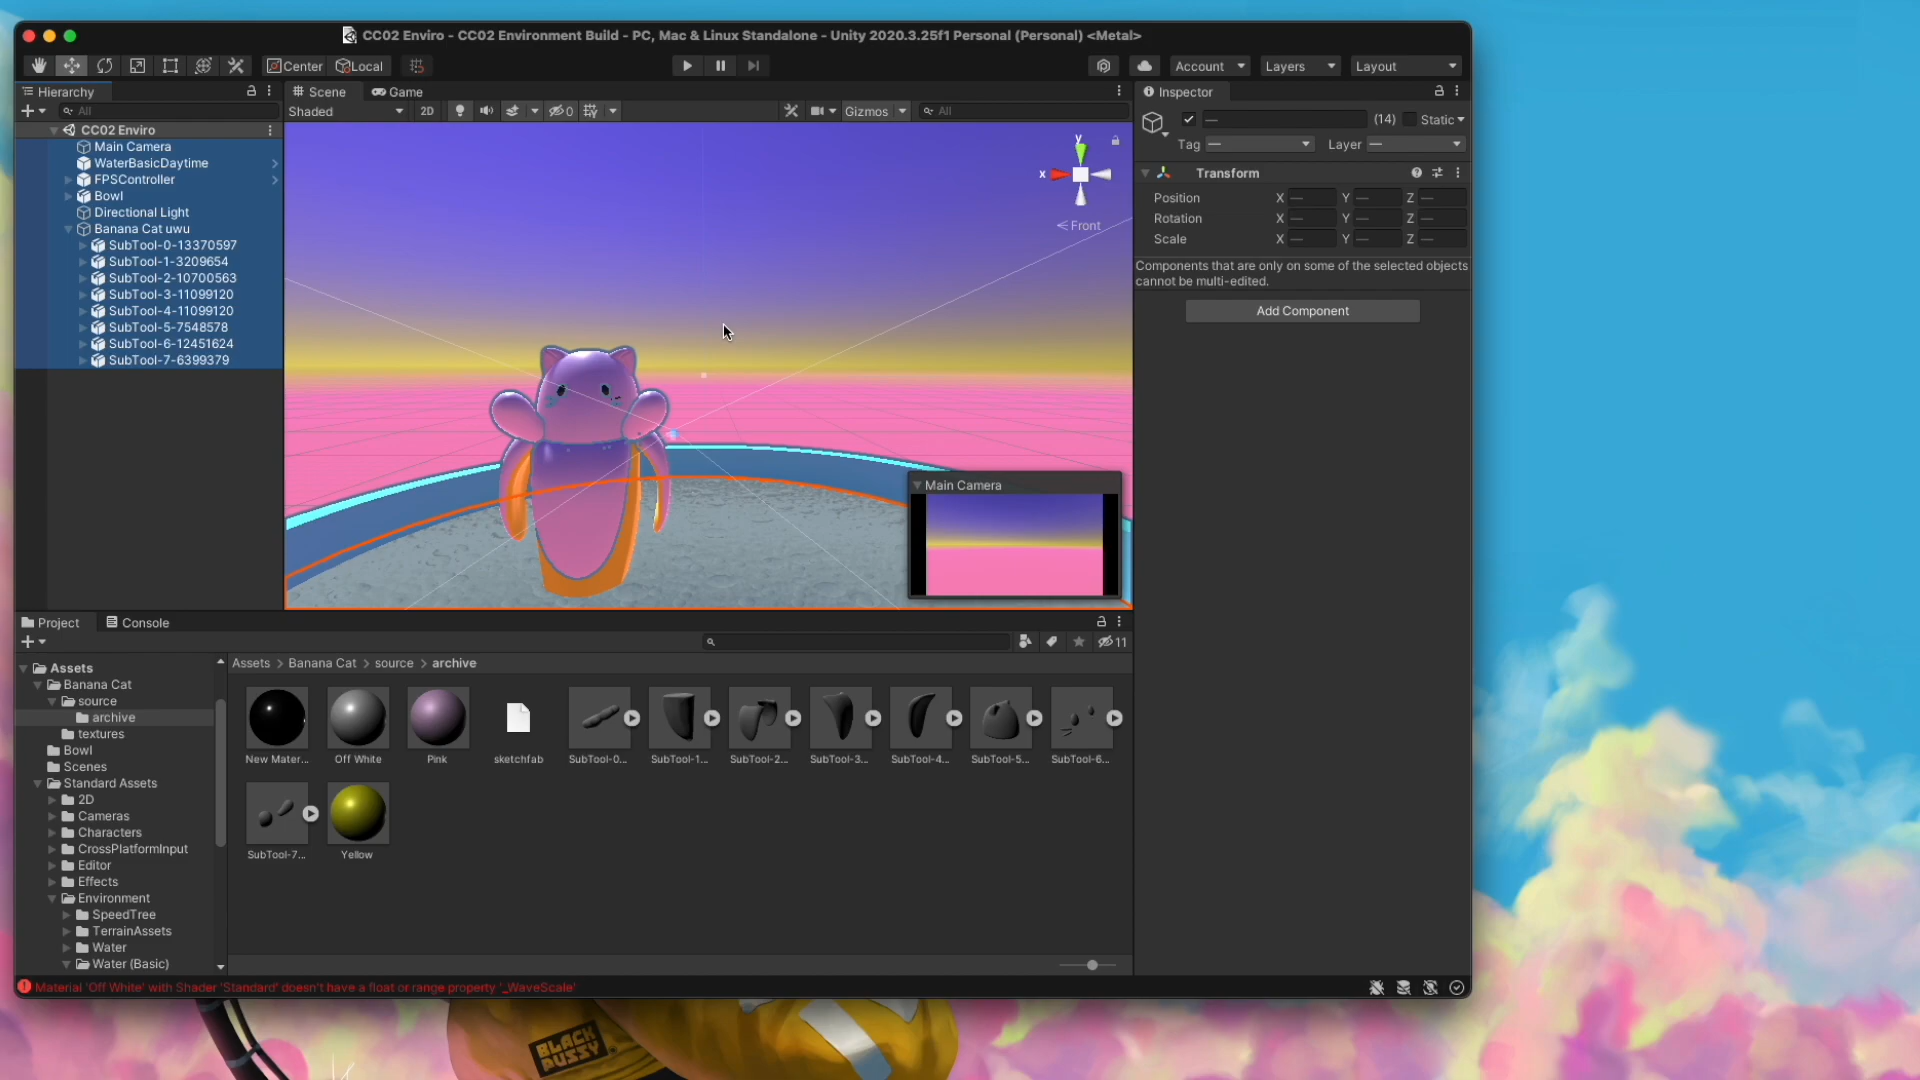 CC02 Enviro - CC02 Environment Build - PC, Mac & Linux Standalone - Unity 2020.3.25f1 Personal (Personal) <Metal>
Center
Local
Account
Layers
Layout
Hierarchy
All
CC02 Enviro
Main Camera
WaterBasicDaytime
FPSController
Bowl
Directional Light
Banana Cat uwu
SubTool-0-13370597
SubTool-1-3209654
SubTool-2-10700563
SubTool-3-11099120
SubTool-4-11099120
SubTool-5-7548578
SubTool-6-12451624
SubTool-7-6399379
Scene
Game
Shaded
2D
0
Gizmos
All
y
x
Front
Main Camera
Inspector
—
(14)
Static
Tag —
Layer —
Transform
Position X — Y — Z —
Rotation X — Y — Z —
Scale X — Y — Z —
Components that are only on some of the selected objects
cannot be multi-edited.
Add Component
Project
Console
11
Assets
Banana Cat
source
archive
textures
Bowl
Scenes
Standard Assets
2D
Cameras
Characters
CrossPlatformInput
Editor
Effects
Environment
SpeedTree
TerrainAssets
Water
Water (Basic)
Assets > Banana Cat > source > archive
New Mater...
Off White
Pink
sketchfab
SubTool-0...
SubTool-1...
SubTool-2...
SubTool-3...
SubTool-4...
SubTool-5...
SubTool-6...
SubTool-7...
Yellow
Material 'Off White' with Shader 'Standard' doesn't have a float or range property '_WaveScale'
BLACK
PUSSY